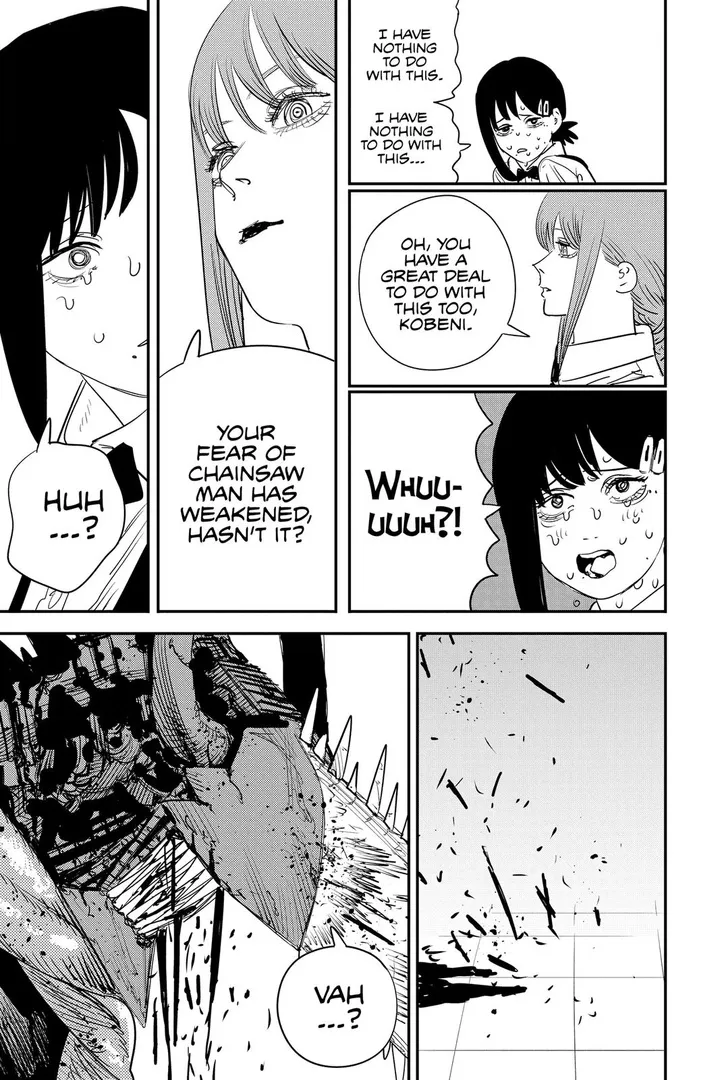 I HAVE
NOTHING
TO DO
WITH THIS.
I HAVE
NOTHING
TO DO WITH
THIS...
OH, YOU
HAVE A
GREAT DEAL
TO DO WITH
THIS TOO,
KOBENI.
WHUU-
UUUH?!
YOUR
FEAR OF
CHAINSAW
MAN HAS
WEAKENED,
HASN'T IT?
HUH
...?
VAH
...?